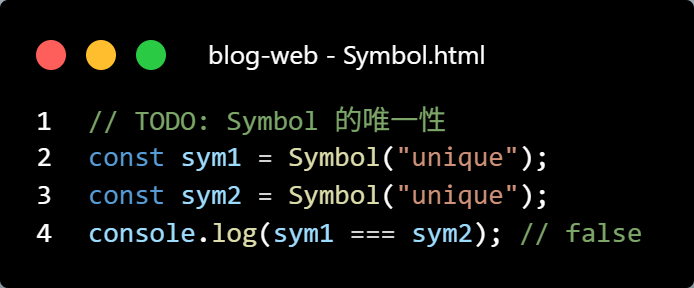 blog-web - Symbol.html
1 // TODO: Symbol 的唯一性
2 const sym1 = Symbol("unique");
3 const sym2 = Symbol("unique");
4 console.log(sym1 === sym2); // false